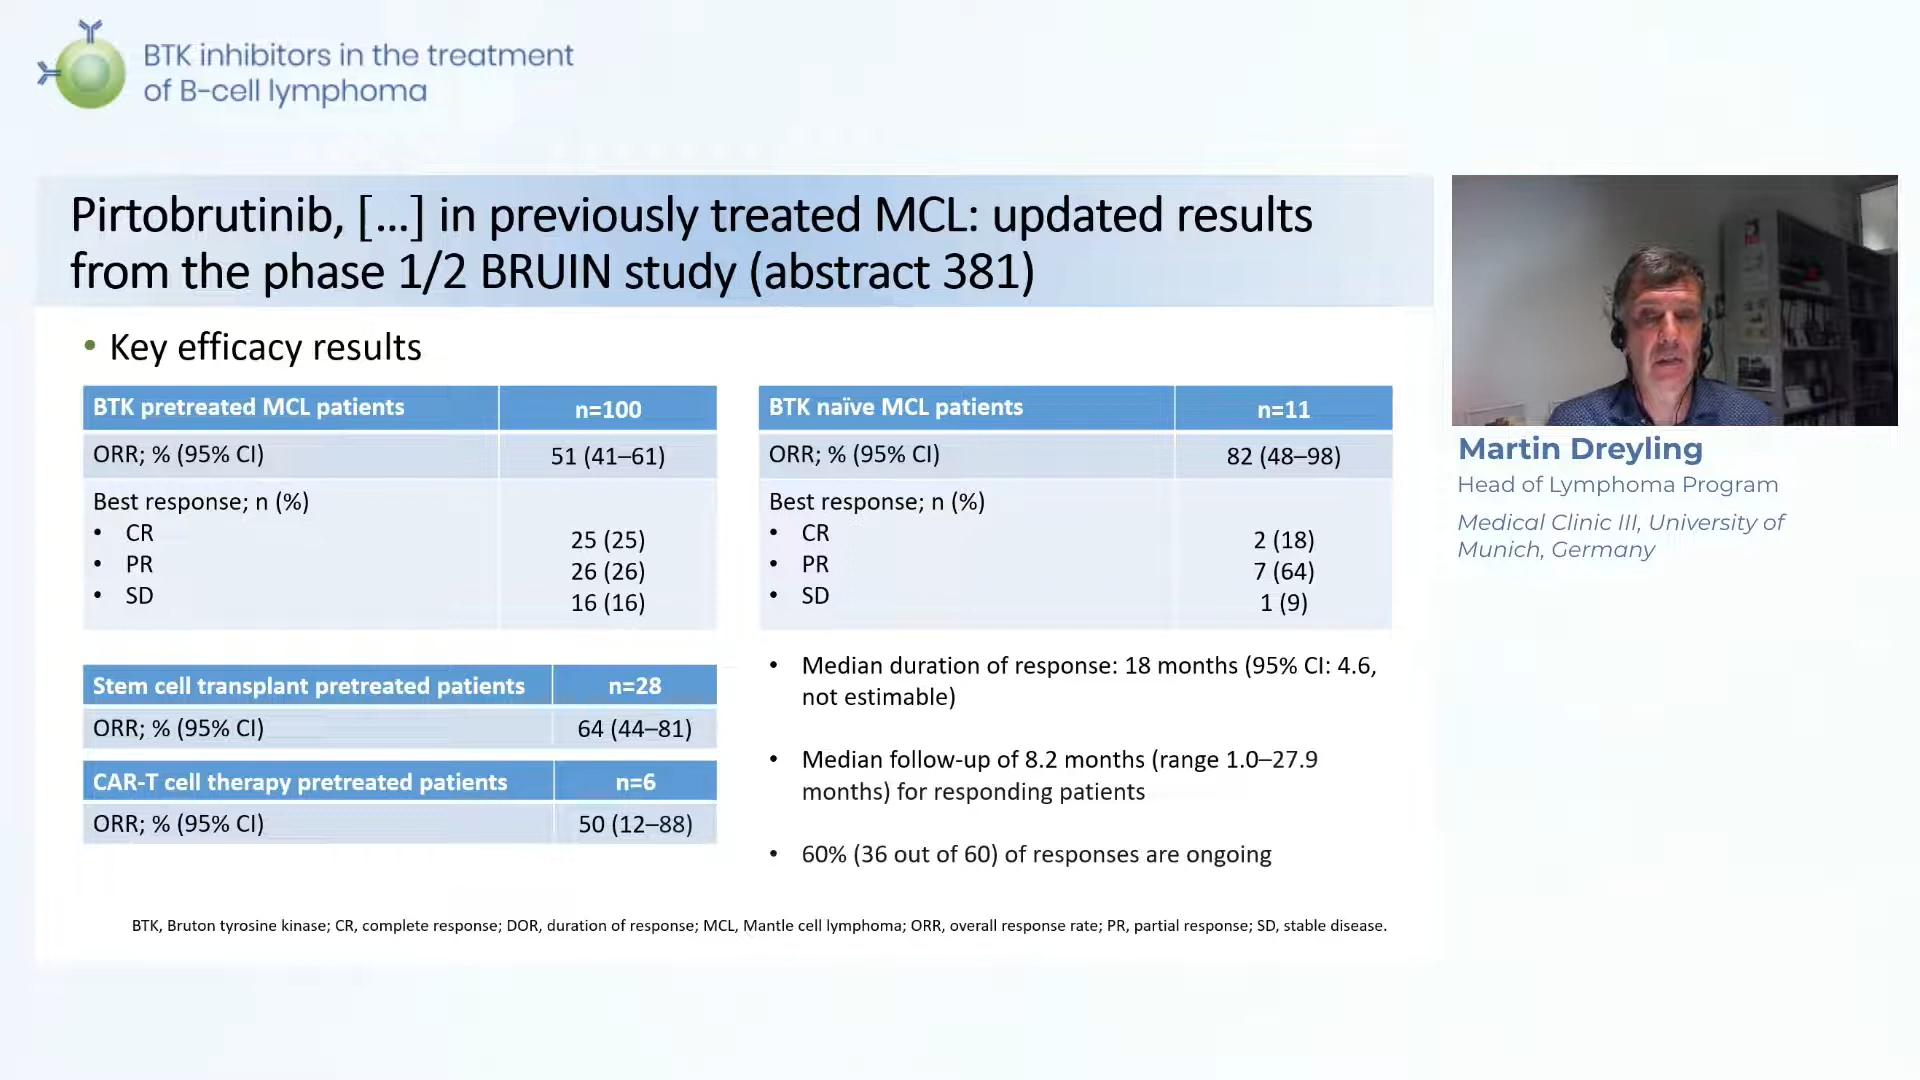 BTK inhibitors in the treatment
of B-cell lymphoma
Pirtobrutinib, [...] in previously treated MCL: updated results
from the phase 1/2 BRUIN study (abstract 381)
• Key efficacy results
BTK pretreated MCL patients n=100
ORR; % (95% CI) 51 (41–61)
Best response; n (%)
• CR 25 (25)
• PR 26 (26)
• SD 16 (16)
Stem cell transplant pretreated patients n=28
ORR; % (95% CI) 64 (44–81)
CAR-T cell therapy pretreated patients n=6
ORR; % (95% CI) 50 (12–88)
BTK naïve MCL patients n=11
ORR; % (95% CI) 82 (48–98)
Best response; n (%)
• CR 2 (18)
• PR 7 (64)
• SD 1 (9)
• Median duration of response: 18 months (95% CI: 4.6,
not estimable)
• Median follow-up of 8.2 months (range 1.0–27.9
months) for responding patients
• 60% (36 out of 60) of responses are ongoing
BTK, Bruton tyrosine kinase; CR, complete response; DOR, duration of response; MCL, Mantle cell lymphoma; ORR, overall response rate; PR, partial response; SD, stable disease.
Martin Dreyling
Head of Lymphoma Program
Medical Clinic III, University of
Munich, Germany